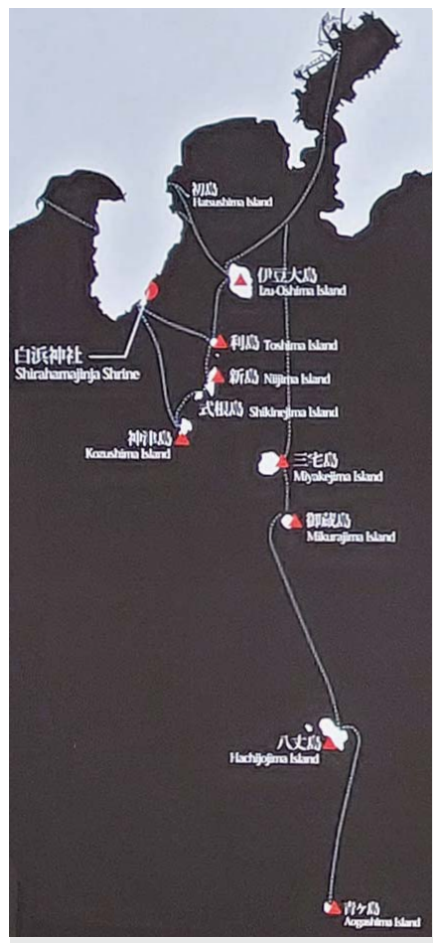 初島
Hatsushima Island
伊豆大島
Izu-Oshima Island
利島 Toshima Island
白浜神社
Shirahamajinja Shrine
新島 Niijima Island
式根島 Shikinejima Island
神津島
Kozushima Island
三宅島
Miyakejima Island
御蔵島
Mikurajima Island
八丈島
Hachijojima Island
青ヶ島
Aogashima Island